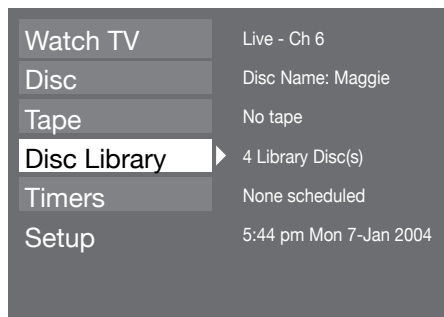 Watch TV Live - Ch 6
Disc Disc Name: Maggie
Tape No tape
Disc Library 4 Library Disc(s)
Timers None scheduled
Setup 5:44 pm Mon 7-Jan 2004